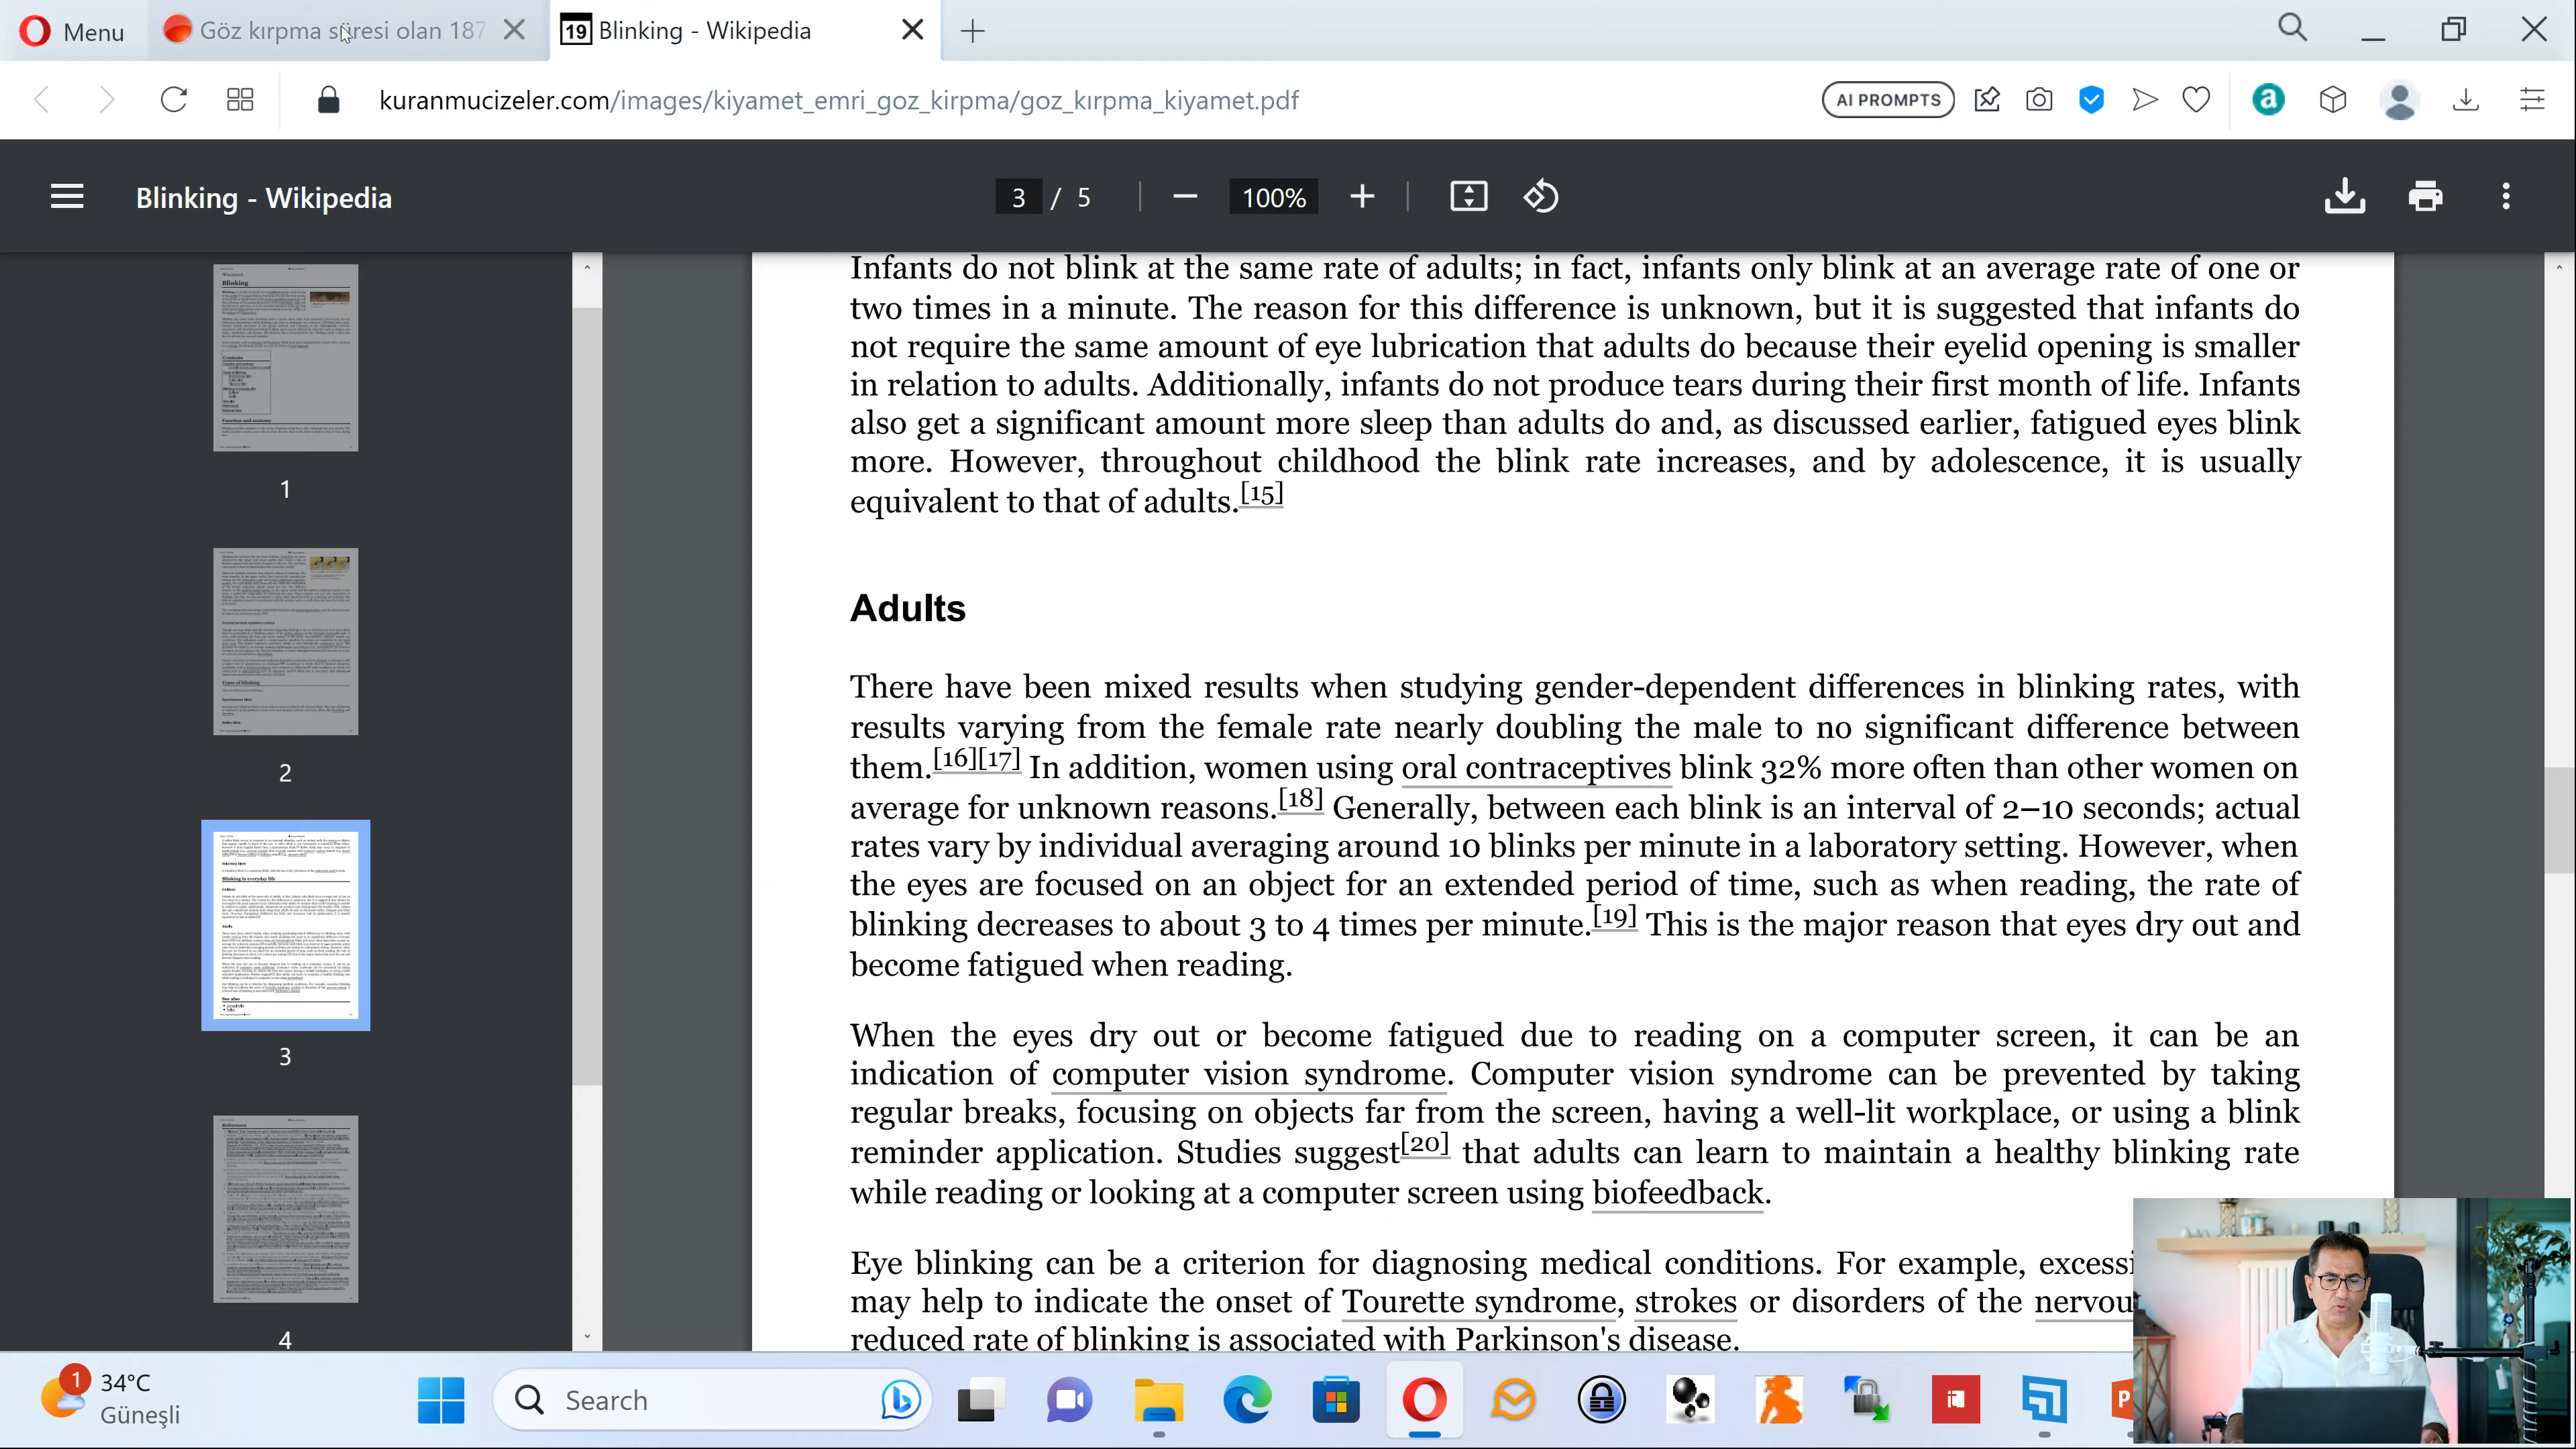 Menu
Göz kırpma süresi olan 187
19 Blinking - Wikipedia
kuranmucizeler.com/images/kiyamet_emri_goz_kirpma/goz_kırpma_kiyamet.pdf
AI PROMPTS
Blinking - Wikipedia
3 / 5
100%
1
2
3
4
Infants do not blink at the same rate of adults; in fact, infants only blink at an average rate of one or
two times in a minute. The reason for this difference is unknown, but it is suggested that infants do
not require the same amount of eye lubrication that adults do because their eyelid opening is smaller
in relation to adults. Additionally, infants do not produce tears during their first month of life. Infants
also get a significant amount more sleep than adults do and, as discussed earlier, fatigued eyes blink
more. However, throughout childhood the blink rate increases, and by adolescence, it is usually
equivalent to that of adults.[15]
Adults
There have been mixed results when studying gender-dependent differences in blinking rates, with
results varying from the female rate nearly doubling the male to no significant difference between
them.[16][17] In addition, women using oral contraceptives blink 32% more often than other women on
average for unknown reasons.[18] Generally, between each blink is an interval of 2–10 seconds; actual
rates vary by individual averaging around 10 blinks per minute in a laboratory setting. However, when
the eyes are focused on an object for an extended period of time, such as when reading, the rate of
blinking decreases to about 3 to 4 times per minute.[19] This is the major reason that eyes dry out and
become fatigued when reading.
When the eyes dry out or become fatigued due to reading on a computer screen, it can be an
indication of computer vision syndrome. Computer vision syndrome can be prevented by taking
regular breaks, focusing on objects far from the screen, having a well-lit workplace, or using a blink
reminder application. Studies suggest[20] that adults can learn to maintain a healthy blinking rate
while reading or looking at a computer screen using biofeedback.
Eye blinking can be a criterion for diagnosing medical conditions. For example, excessi
may help to indicate the onset of Tourette syndrome, strokes or disorders of the nervou
reduced rate of blinking is associated with Parkinson's disease.
1
34°C
Güneşli
Search